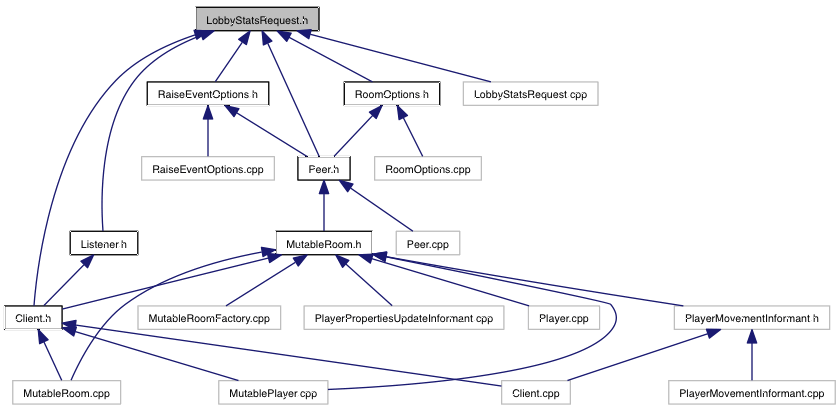 LobbyStatsRequest.h
RaiseEventOptions.h
RoomOptions.h
LobbyStatsRequest.cpp
RaiseEventOptions.cpp
Peer.h
RoomOptions.cpp
Listener.h
MutableRoom.h
Peer.cpp
Client.h
MutableRoomFactory.cpp
PlayerPropertiesUpdateInformant.cpp
Player.cpp
PlayerMovementInformant.h
MutableRoom.cpp
MutablePlayer.cpp
Client.cpp
PlayerMovementInformant.cpp